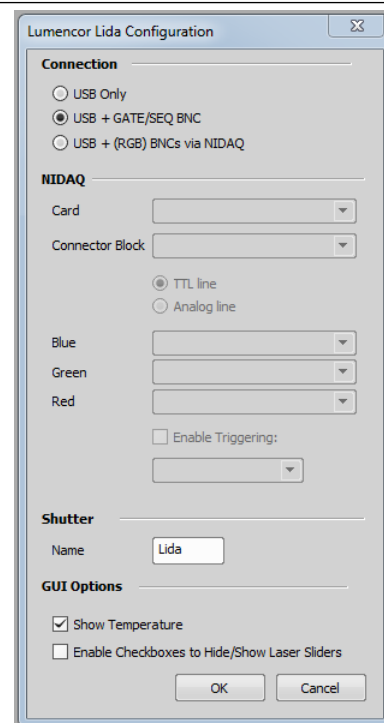 Lumencor Lida Configuration
Connection
USB Only
USB + GATE/SEQ BNC
USB + (RGB) BNCs via NIDAQ
NIDAQ
Card
Connector Block
TTL line
Analog line
Blue
Green
Red
Enable Triggering:
Shutter
Name Lida
GUI Options
Show Temperature
Enable Checkboxes to Hide/Show Laser Sliders
OK Cancel